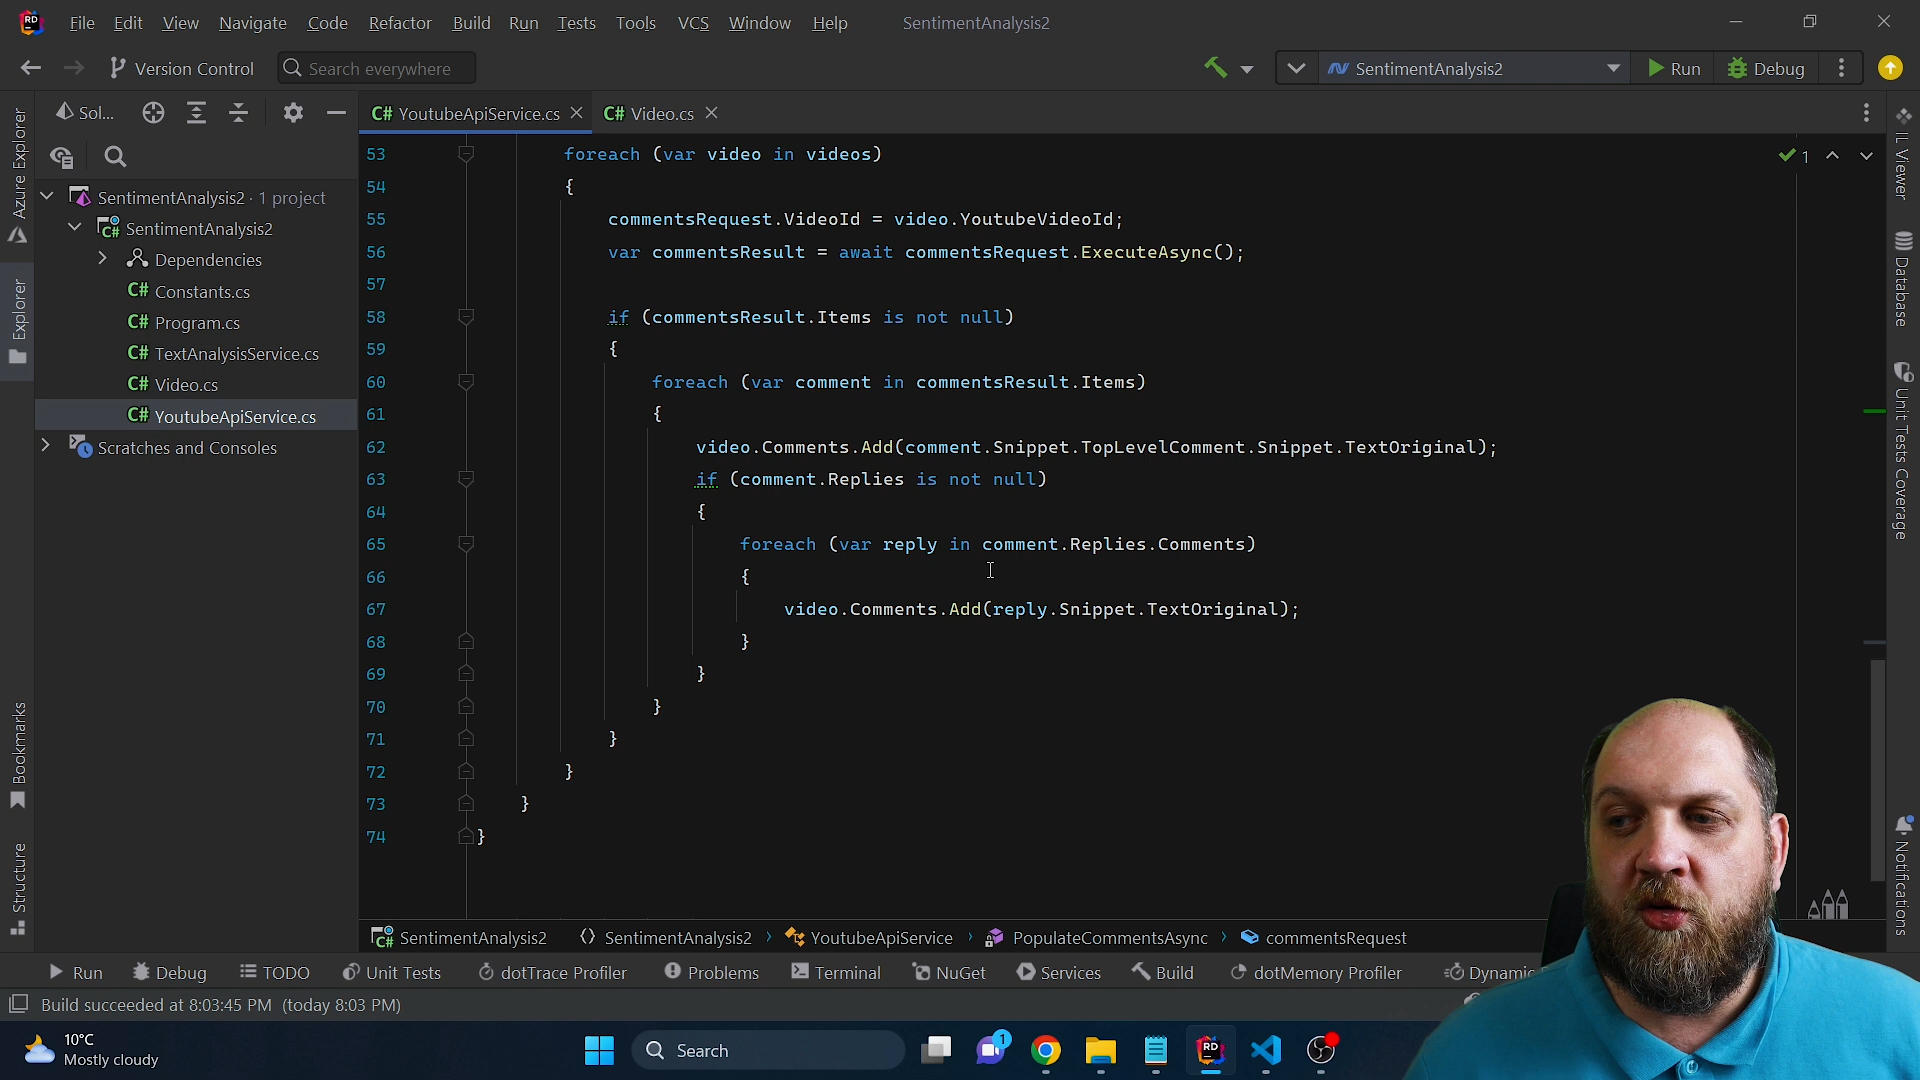 RD File Edit View Navigate Code Refactor Build Run Tests Tools VCS Window Help SentimentAnalysis2
Version Control Search everywhere SentimentAnalysis2 Run Debug
Sol...
C# YoutubeApiService.cs C# Video.cs
Azure Explorer
Explorer
Bookmarks
Structure
SentimentAnalysis2 · 1 project
C# SentimentAnalysis2
Dependencies
C# Constants.cs
C# Program.cs
C# TextAnalysisService.cs
C# Video.cs
C# YoutubeApiService.cs
Scratches and Consoles
1
53 foreach (var video in videos)
54 {
55 commentsRequest.VideoId = video.YoutubeVideoId;
56 var commentsResult = await commentsRequest.ExecuteAsync();
57
58 if (commentsResult.Items is not null)
59 {
60 foreach (var comment in commentsResult.Items)
61 {
62 video.Comments.Add(comment.Snippet.TopLevelComment.Snippet.TextOriginal);
63 if (comment.Replies is not null)
64 {
65 foreach (var reply in comment.Replies.Comments)
66 {
67 video.Comments.Add(reply.Snippet.TextOriginal);
68 }
69 }
70 }
71 }
72 }
73 }
74 }
IL Viewer
Database
Unit Tests Coverage
Notifications
C# SentimentAnalysis2 SentimentAnalysis2 › YoutubeApiService › PopulateCommentsAsync › commentsRequest
Run Debug TODO Unit Tests dotTrace Profiler Problems Terminal NuGet Services Build dotMemory Profiler Dynamic
Build succeeded at 8:03:45 PM (today 8:03 PM)
10°C
Mostly cloudy
Search
1
RD